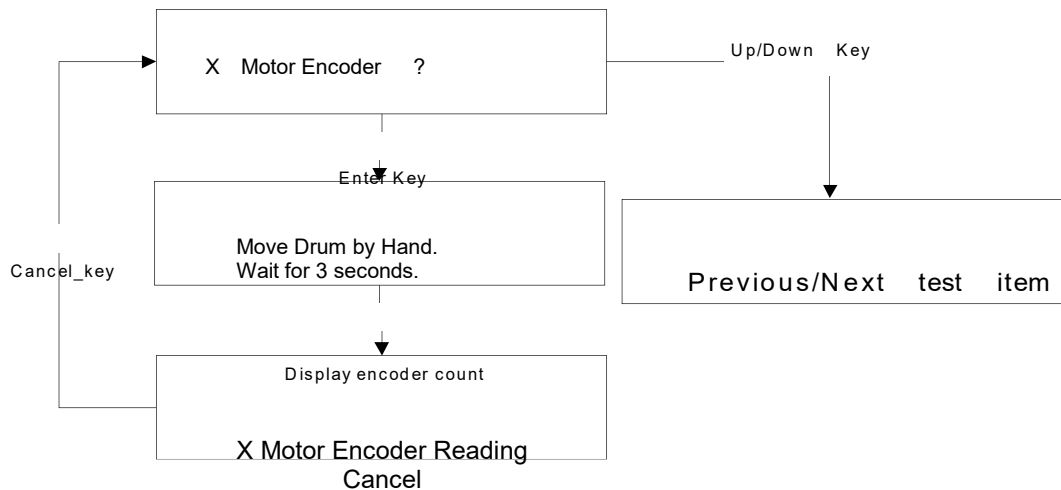 X Motor Encoder ?
Up/Down Key
Enter Key
Move Drum by Hand.
Wait for 3 seconds.
Cancel_key
Previous/Next test item
Display encoder count
X Motor Encoder Reading
Cancel